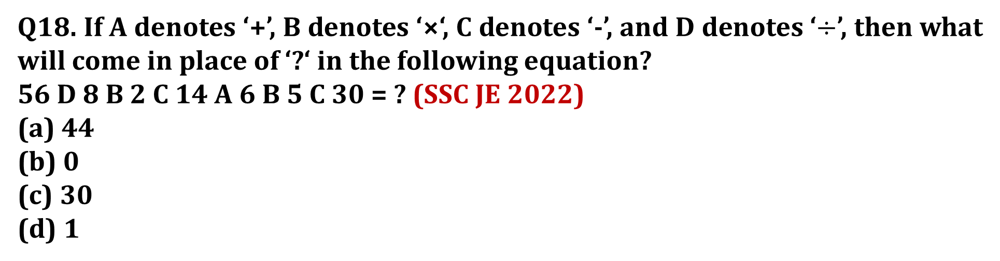 Q18. If A denotes ‘+’, B denotes ‘×‘, C denotes ‘-’, and D denotes ‘÷’, then what
will come in place of ‘?‘ in the following equation?
56 D 8 B 2 C 14 A 6 B 5 C 30 = ? (SSC JE 2022)
(a) 44
(b) 0
(c) 30
(d) 1